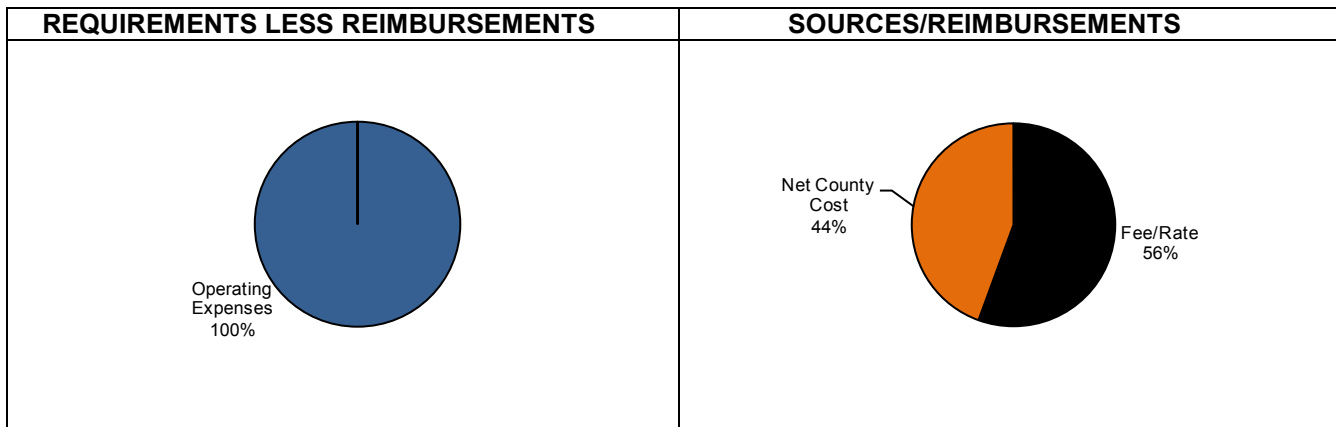 REQUIREMENTS LESS REIMBURSEMENTS
SOURCES/REIMBURSEMENTS
Operating
Expenses
100%
Net County
Cost
44%
Fee/Rate
56%